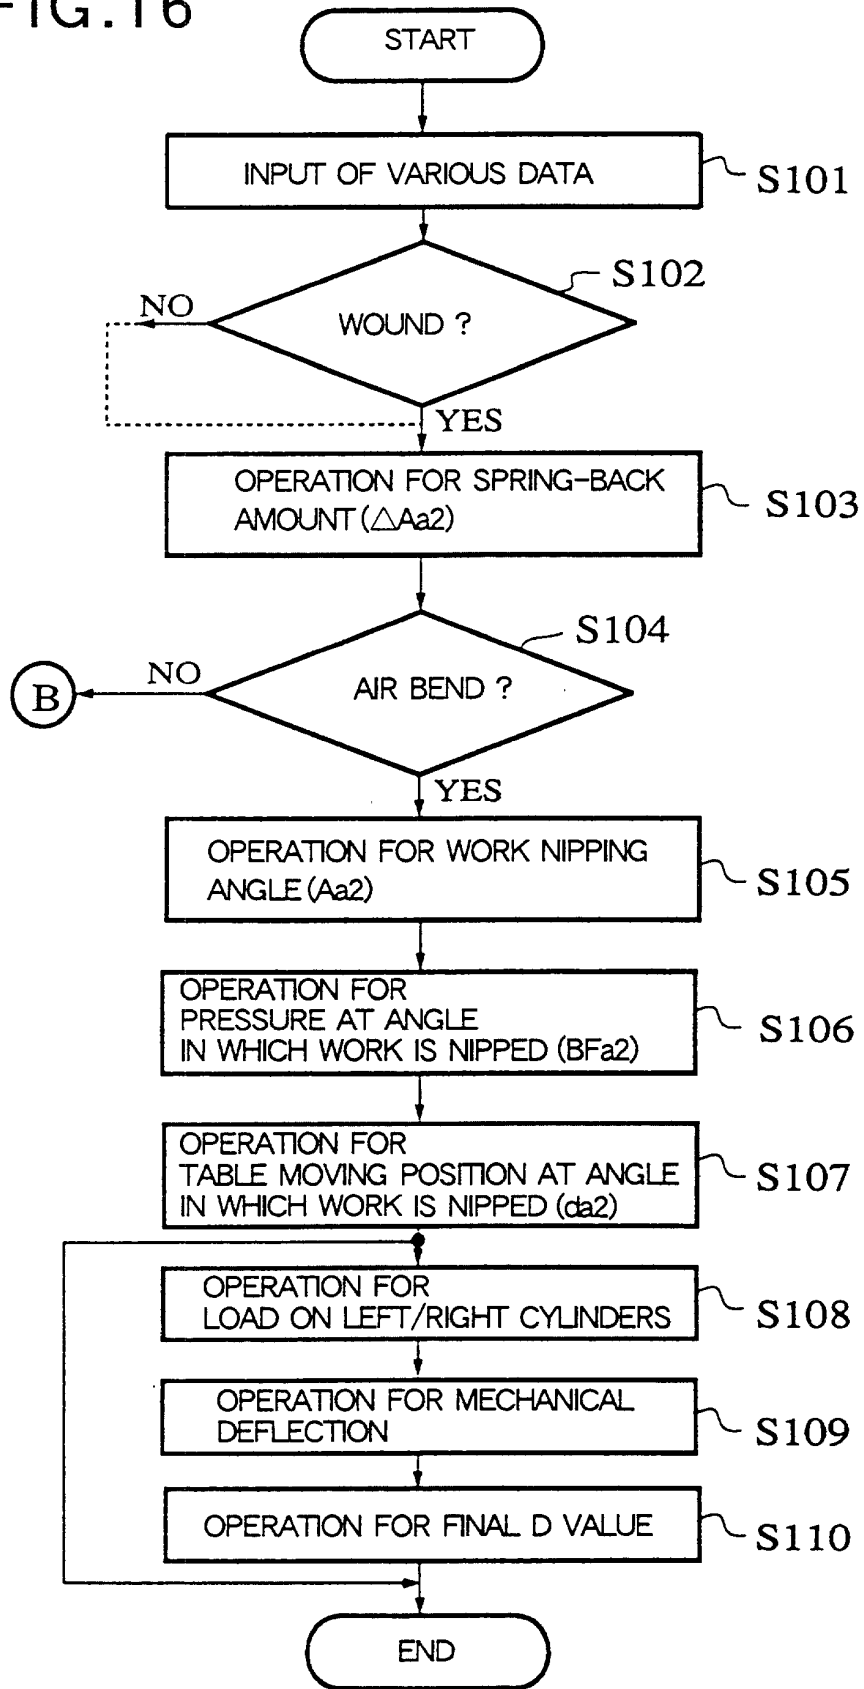 FIG.16
START
INPUT OF VARIOUS DATA
S101
S102
NO
WOUND ?
YES
OPERATION FOR SPRING-BACK
AMOUNT (△Aa2)
S103
S104
NO
AIR BEND ?
B
YES
OPERATION FOR WORK NIPPING
ANGLE (Aa2)
S105
OPERATION FOR
PRESSURE AT ANGLE
IN WHICH WORK IS NIPPED (BFa2)
S106
OPERATION FOR
TABLE MOVING POSITION AT ANGLE
IN WHICH WORK IS NIPPED (da2)
S107
OPERATION FOR
LOAD ON LEFT/RIGHT CYLINDERS
S108
OPERATION FOR MECHANICAL
DEFLECTION
S109
OPERATION FOR FINAL D VALUE
S110
END